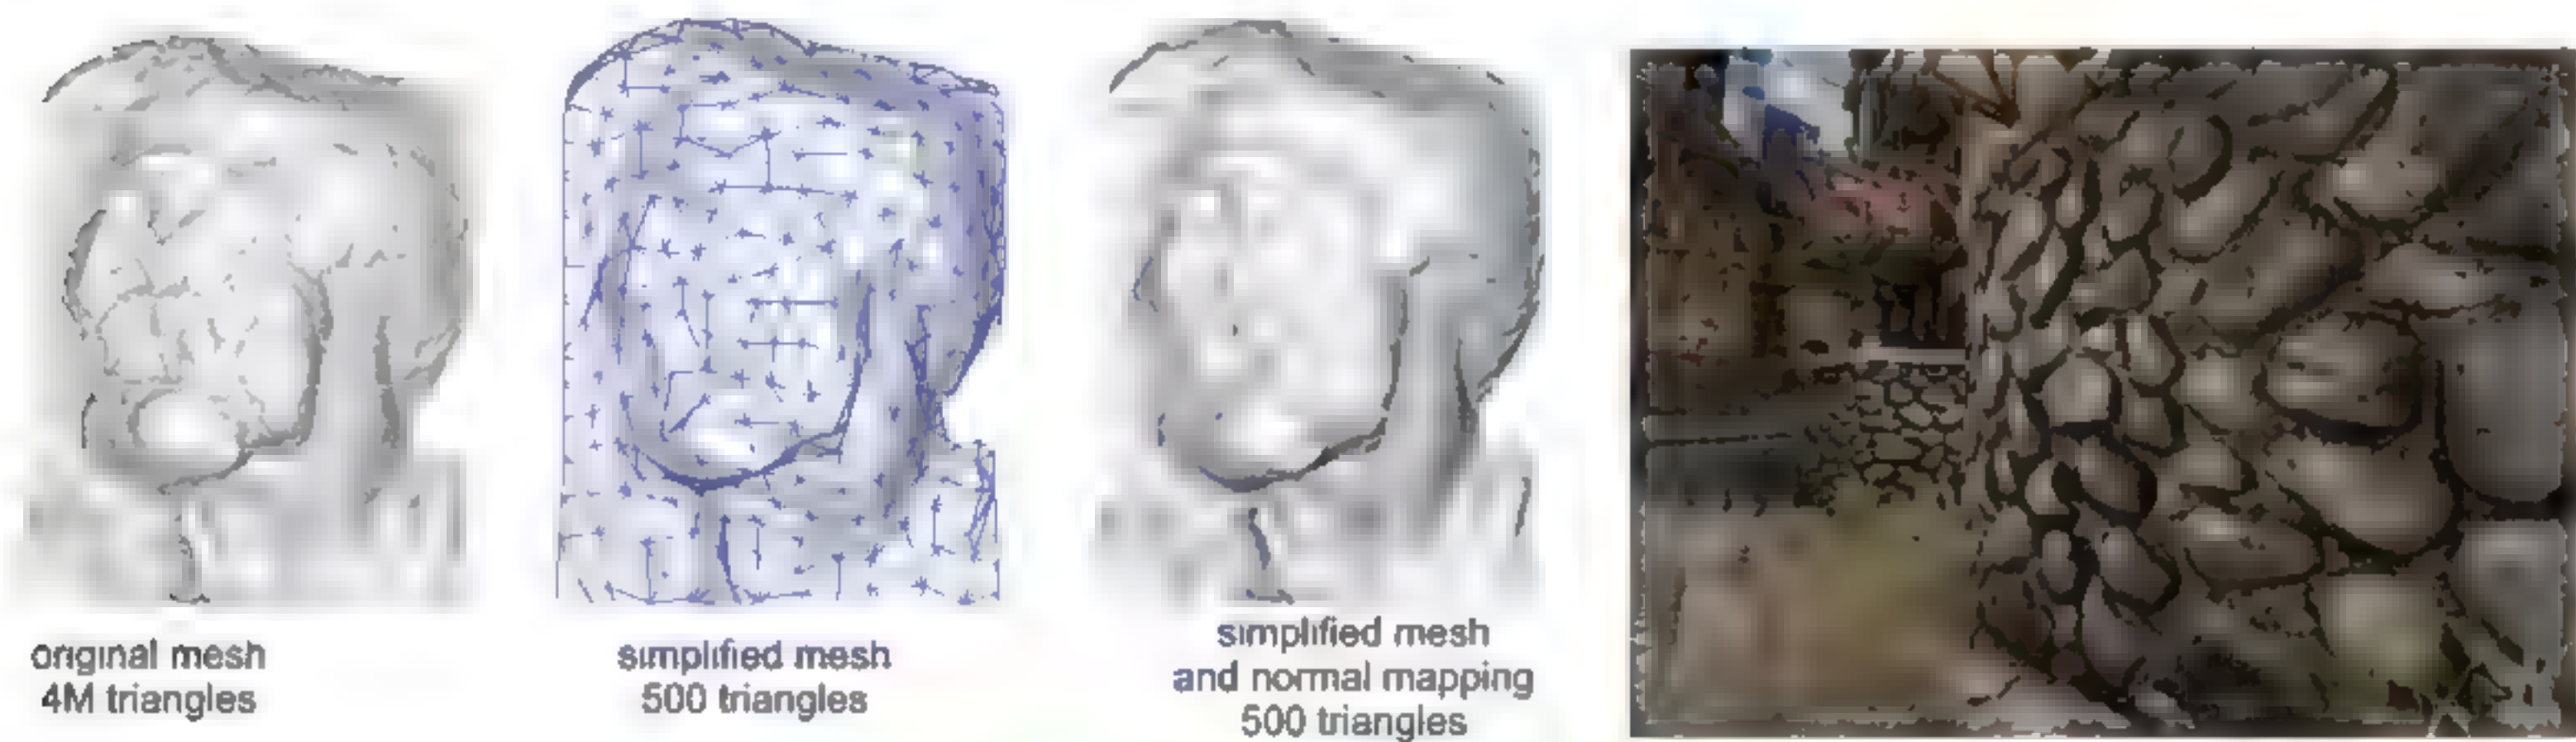 original mesh
4M triangles
simplified mesh
500 triangles
simplified mesh
and normal mapping
500 triangles